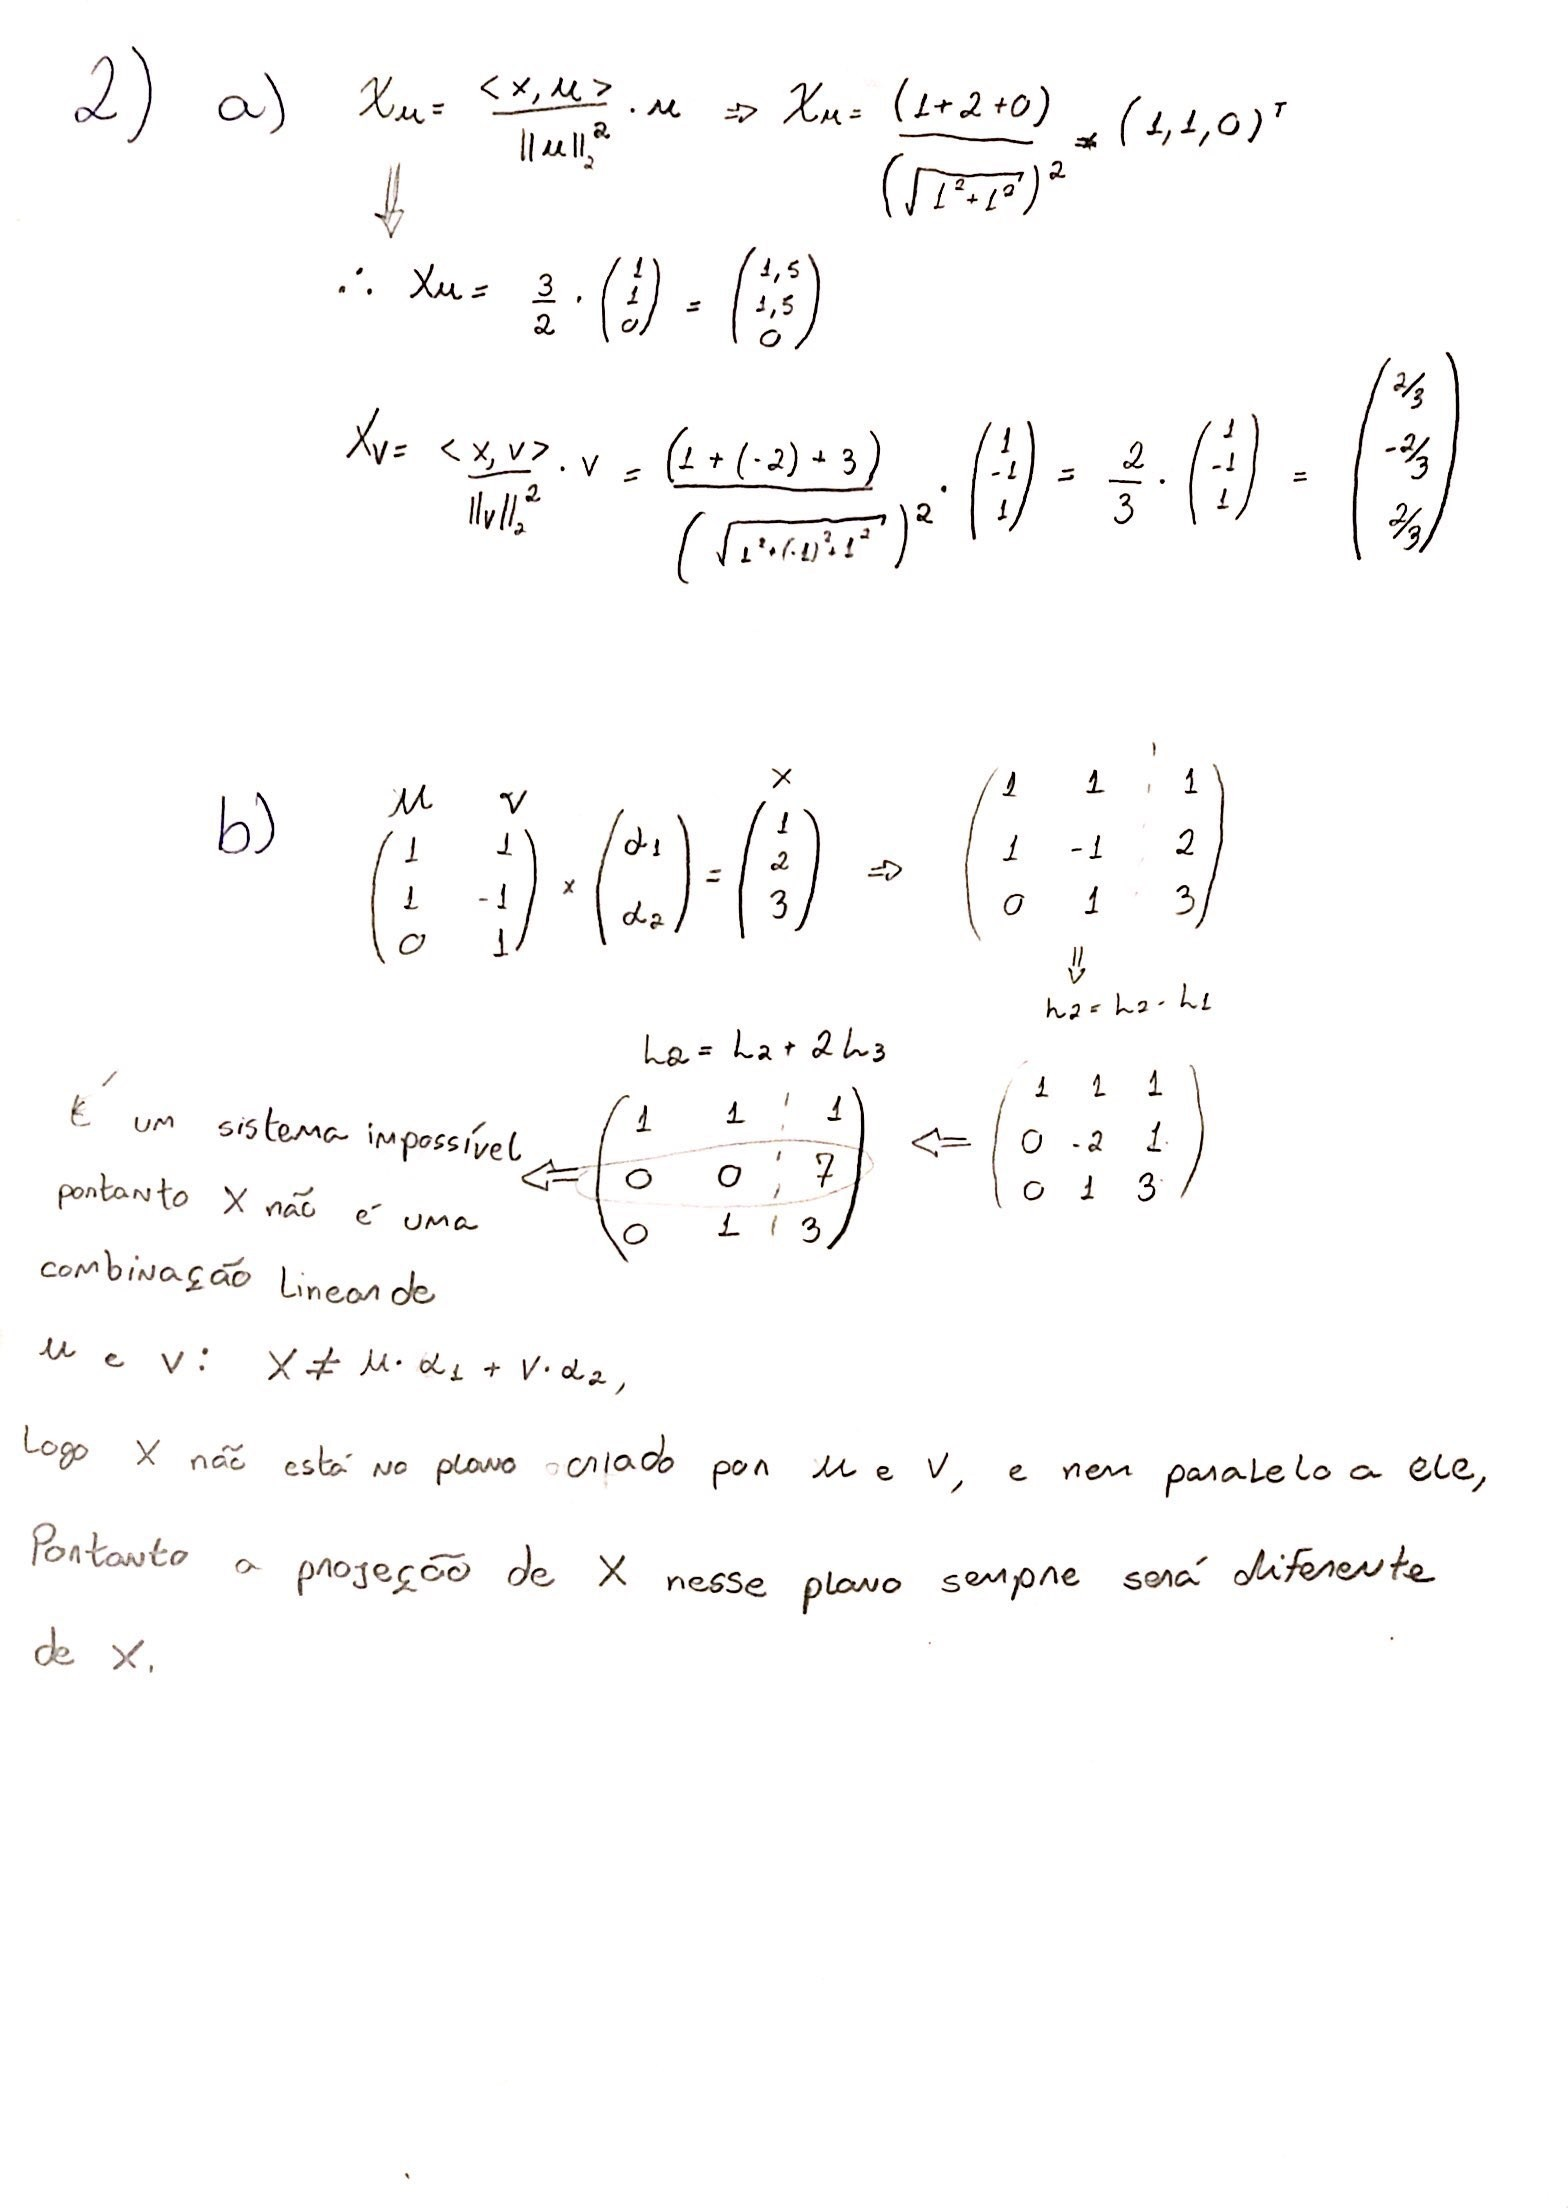 2) a) Xu = <x,u> / ||u||₂² · u ⇒ Xu = (1+2+0) / (√(1²+1²))² · (1,1,0)ᵀ
⇓
∴ Xu = 3/2 · (1 1 0) = (1,5 1,5 0)
Xv = <x,v> / ||v||₂² · v = (1+(-2)+3) / (√(1²+(-1)²+1²))² · (1 -1 1) = 2/3 · (1 -1 1) = (2/3 -2/3 2/3)
b) u v x
(1 1 ; 1 -1 ; 0 1) × (α1 α2) = (1 2 3) ⇒ (1 1 ¦ 1 ; 1 -1 ¦ 2 ; 0 1 ¦ 3)
⇓
L2 = L2 - L1
L2 = L2 + 2L3
(1 1 ¦ 1 ; 0 0 ¦ 7 ; 0 1 ¦ 3) ⇐ (1 1 1 ; 0 -2 1 ; 0 1 3)
É um sistema impossível ⇐
portanto X não é uma
combinação linear de
u e v: X ≠ u·α1 + v·α2,
Logo X não está no plano criado por u e v, e nem paralelo a ele,
Portanto a projeção de X nesse plano sempre será diferente
de X.